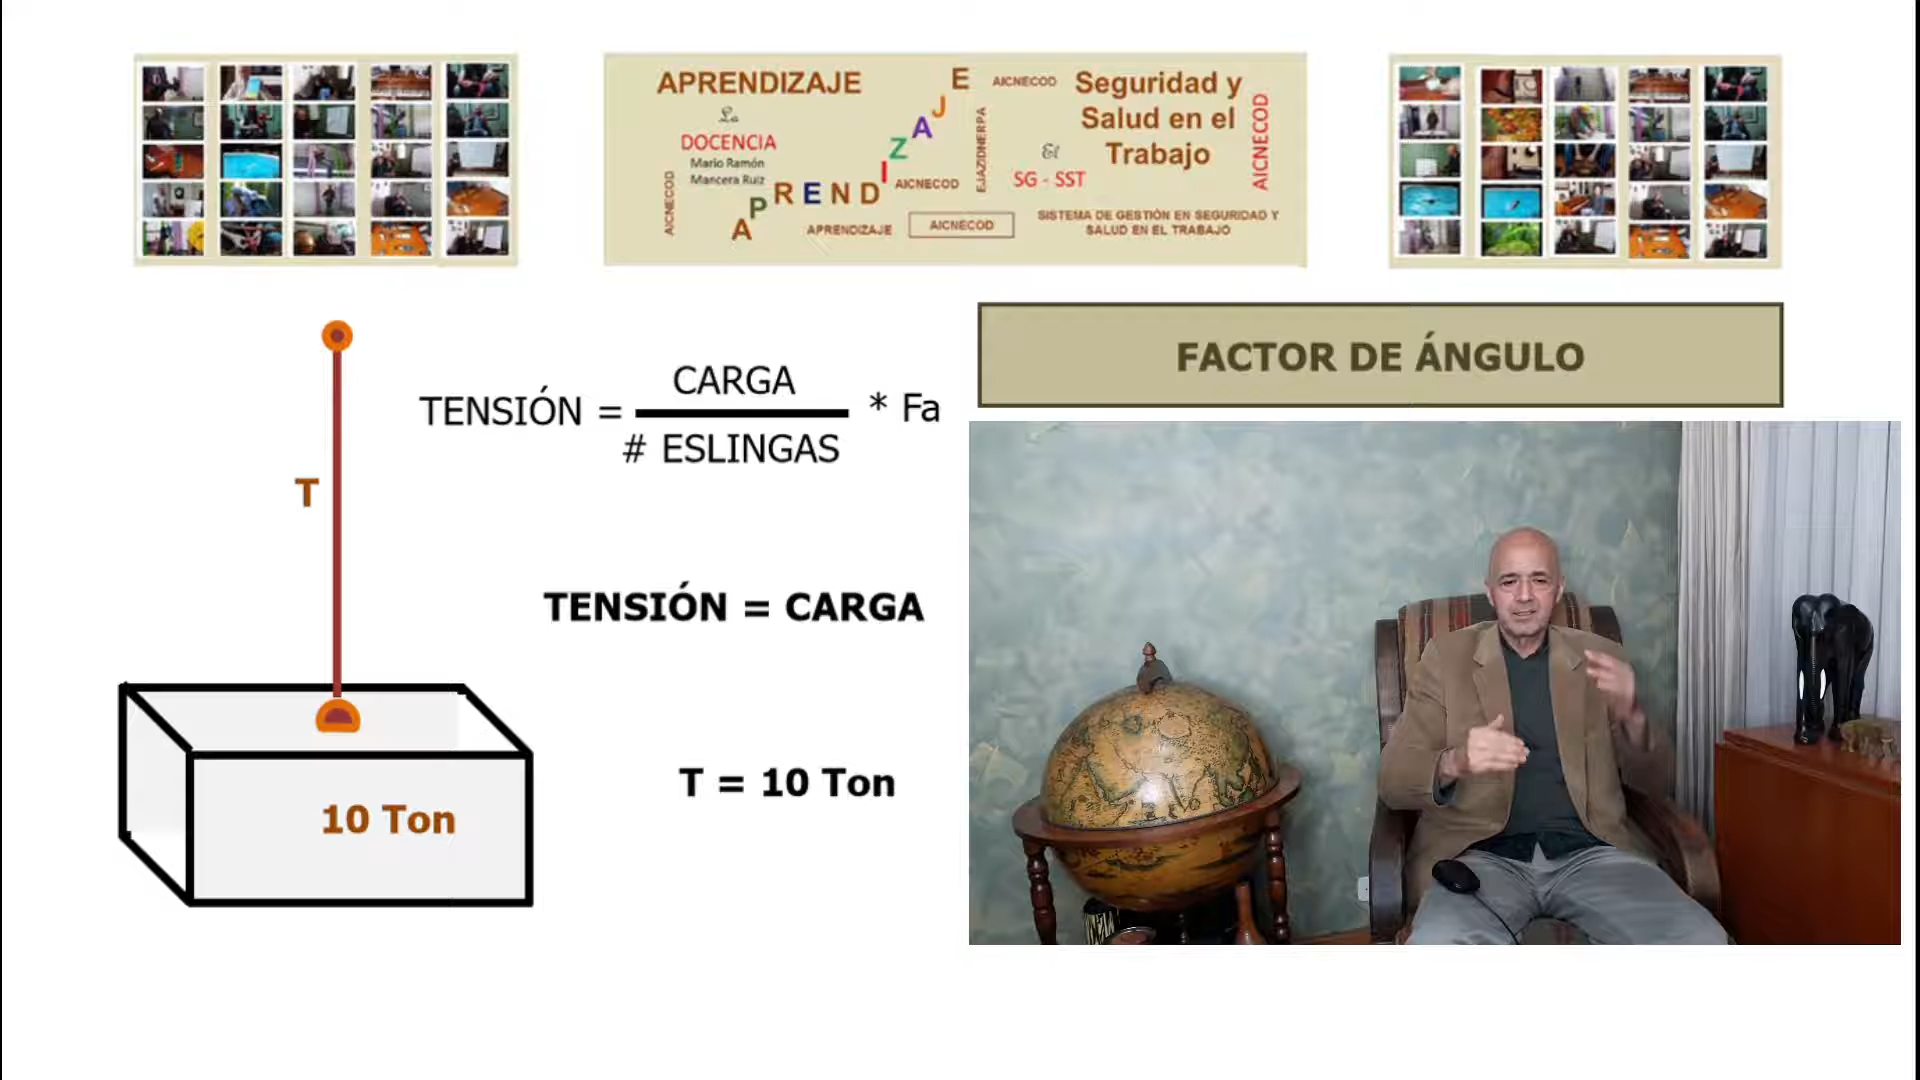 APRENDIZAJE
La
DOCENCIA
Mario Ramón
Mancera Ruiz
AICNECOD
APRENDIZAJE
AICNECOD
APRENDIZAJE
AICNECOD
AICNECOD
EJAZIDNERPA
El
SG - SST
Seguridad y
Salud en el
Trabajo
AICNECOD
SISTEMA DE GESTIÓN EN SEGURIDAD Y
SALUD EN EL TRABAJO
FACTOR DE ÁNGULO
CARGA
TENSIÓN = * Fa
# ESLINGAS
T
TENSIÓN = CARGA
T = 10 Ton
10 Ton